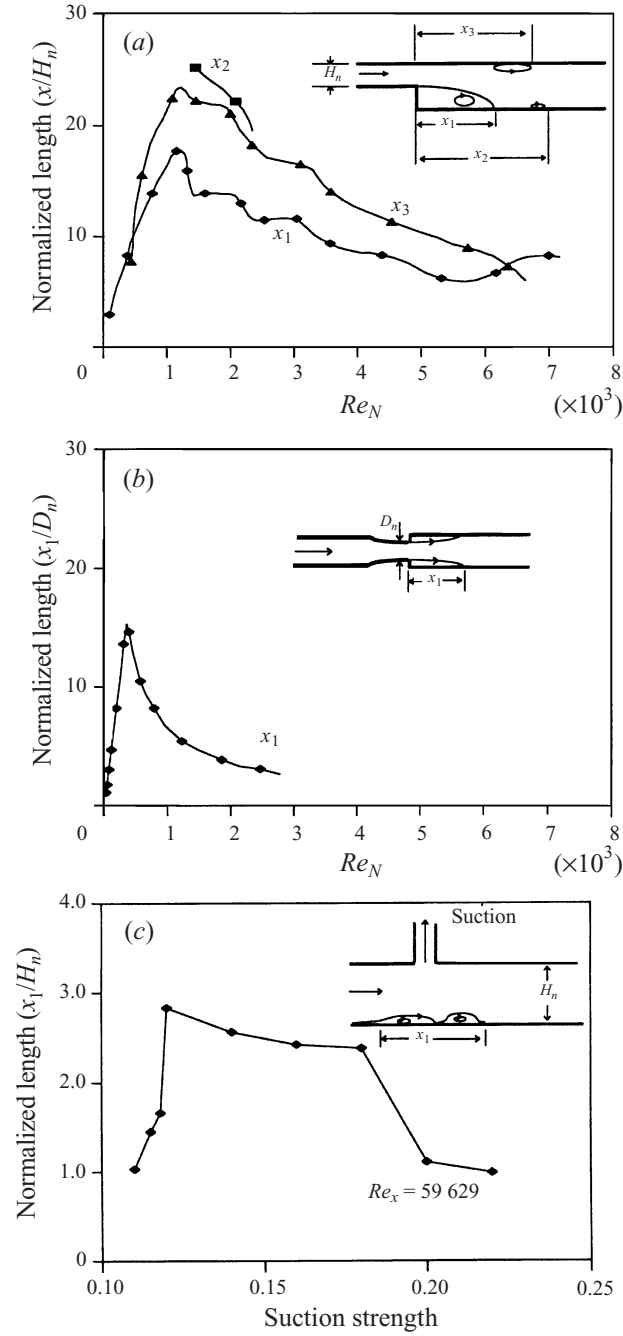 (a)
30
20
10
0
Normalized length (x/Hn)
x2
x3
x1
x3
Hn
x1
x2
1 2 3 4 5 6 7 8
ReN
(×10³)
(b)
30
20
10
0
Normalized length (x1/Dn)
Dn
x1
x1
1 2 3 4 5 6 7 8
ReN
(×10³)
(c)
4.0
3.0
2.0
1.0
0
Normalized length (x1/Hn)
Suction
Hn
x1
Rex = 59 629
0.10 0.15 0.20 0.25
Suction strength